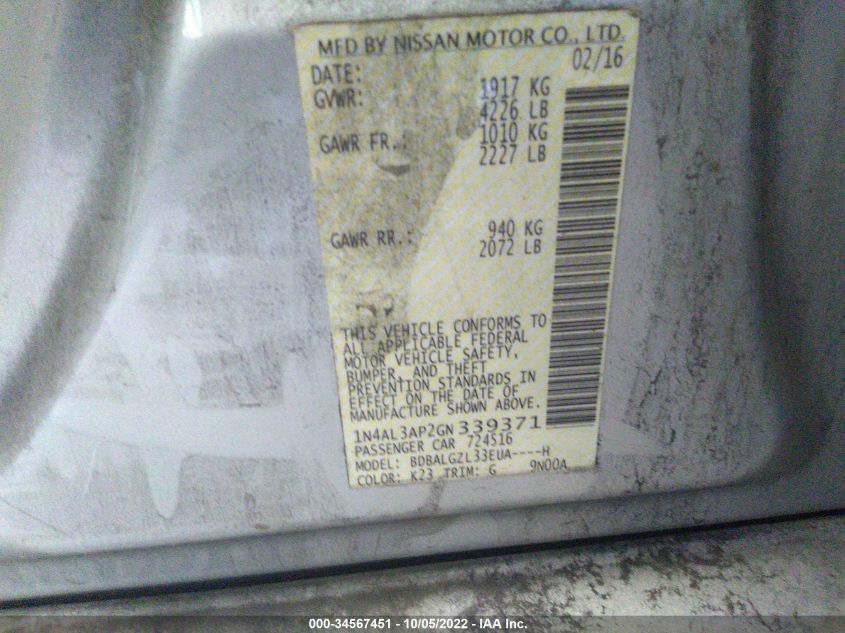 MFD BY NISSAN MOTOR CO., LTD.
DATE: 02/16
GVWR: 1917 KG
4226 LB
GAWR FR.: 1010 KG
2227 LB
GAWR RR.: 940 KG
2072 LB
THIS VEHICLE CONFORMS TO
ALL APPLICABLE FEDERAL
MOTOR VEHICLE SAFETY,
BUMPER, AND THEFT
PREVENTION STANDARDS IN
EFFECT ON THE DATE OF
MANUFACTURE SHOWN ABOVE.
1N4AL3AP2GN339371
PASSENGER CAR 724516
MODEL: BDBALGZL33EUA----H
COLOR: K23 TRIM: G 9N00A
000-34567451 - 10/05/2022 - IAA Inc.